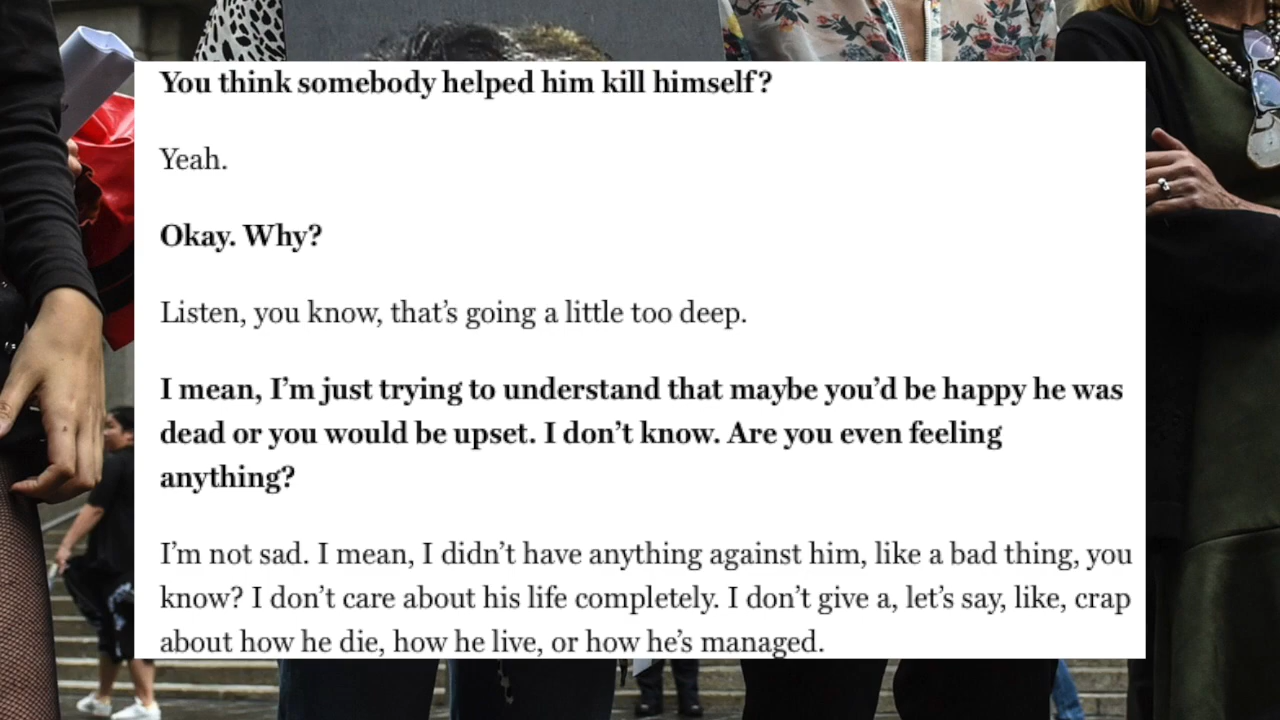 You think somebody helped him kill himself?
Yeah.
Okay. Why?
Listen, you know, that’s going a little too deep.
I mean, I’m just trying to understand that maybe you’d be happy he was
dead or you would be upset. I don’t know. Are you even feeling
anything?
I’m not sad. I mean, I didn’t have anything against him, like a bad thing, you
know? I don’t care about his life completely. I don’t give a, let’s say, like, crap
about how he die, how he live, or how he’s managed.